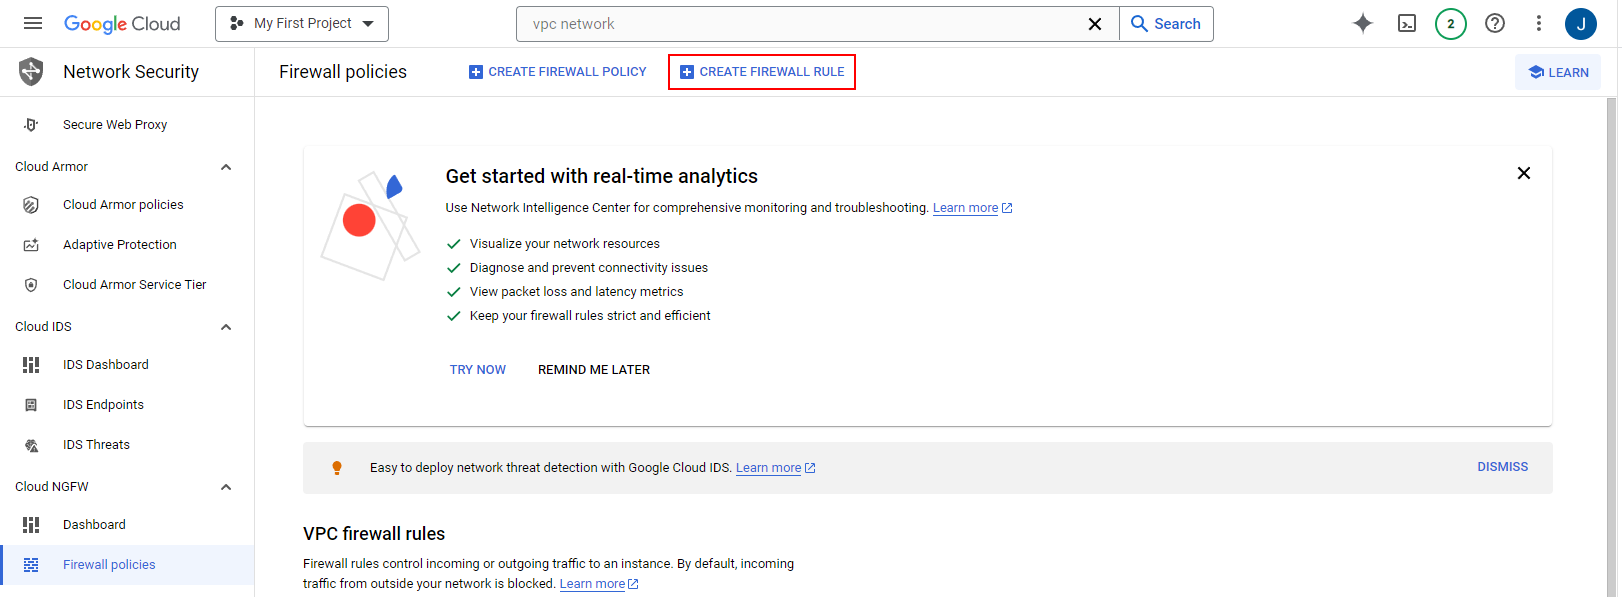 Google Cloud
My First Project
vpc network
Search
2
J
Network Security
Firewall policies
CREATE FIREWALL POLICY
CREATE FIREWALL RULE
LEARN
Secure Web Proxy
Cloud Armor
Cloud Armor policies
Adaptive Protection
Cloud Armor Service Tier
Cloud IDS
IDS Dashboard
IDS Endpoints
IDS Threats
Cloud NGFW
Dashboard
Firewall policies
Get started with real-time analytics
Use Network Intelligence Center for comprehensive monitoring and troubleshooting. Learn more
Visualize your network resources
Diagnose and prevent connectivity issues
View packet loss and latency metrics
Keep your firewall rules strict and efficient
TRY NOW
REMIND ME LATER
Easy to deploy network threat detection with Google Cloud IDS. Learn more
DISMISS
VPC firewall rules
Firewall rules control incoming or outgoing traffic to an instance. By default, incoming
traffic from outside your network is blocked. Learn more